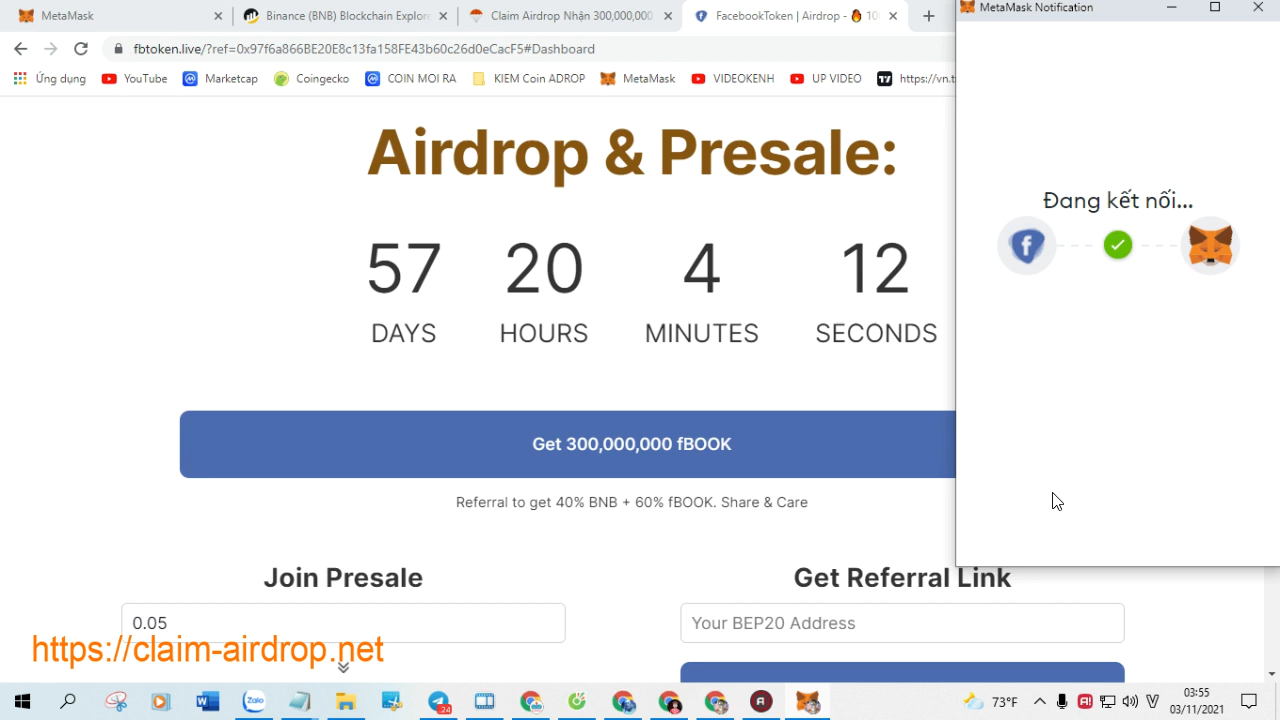 MetaMask
Binance (BNB) Blockchain Explore
Claim Airdrop Nhận 300,000,000
FacebookToken | Airdrop - 🔥 10
MetaMask Notification
fbtoken.live/?ref=0x97f6a866BE20E8c13fa158FE43b60c26d0eCacF5#Dashboard
Ứng dụng
YouTube
Marketcap
Coingecko
COIN MOI RA
KIEM Coin ADROP
MetaMask
VIDEOKENH
UP VIDEO
https://vn.t
Airdrop & Presale:
Đang kết nối...
57 20 4 12
DAYS HOURS MINUTES SECONDS
Get 300,000,000 fBOOK
Referral to get 40% BNB + 60% fBOOK. Share & Care
Join Presale
Get Referral Link
0.05
Your BEP20 Address
https://claim-airdrop.net
Zalo
24
73°F
03:55
03/11/2021